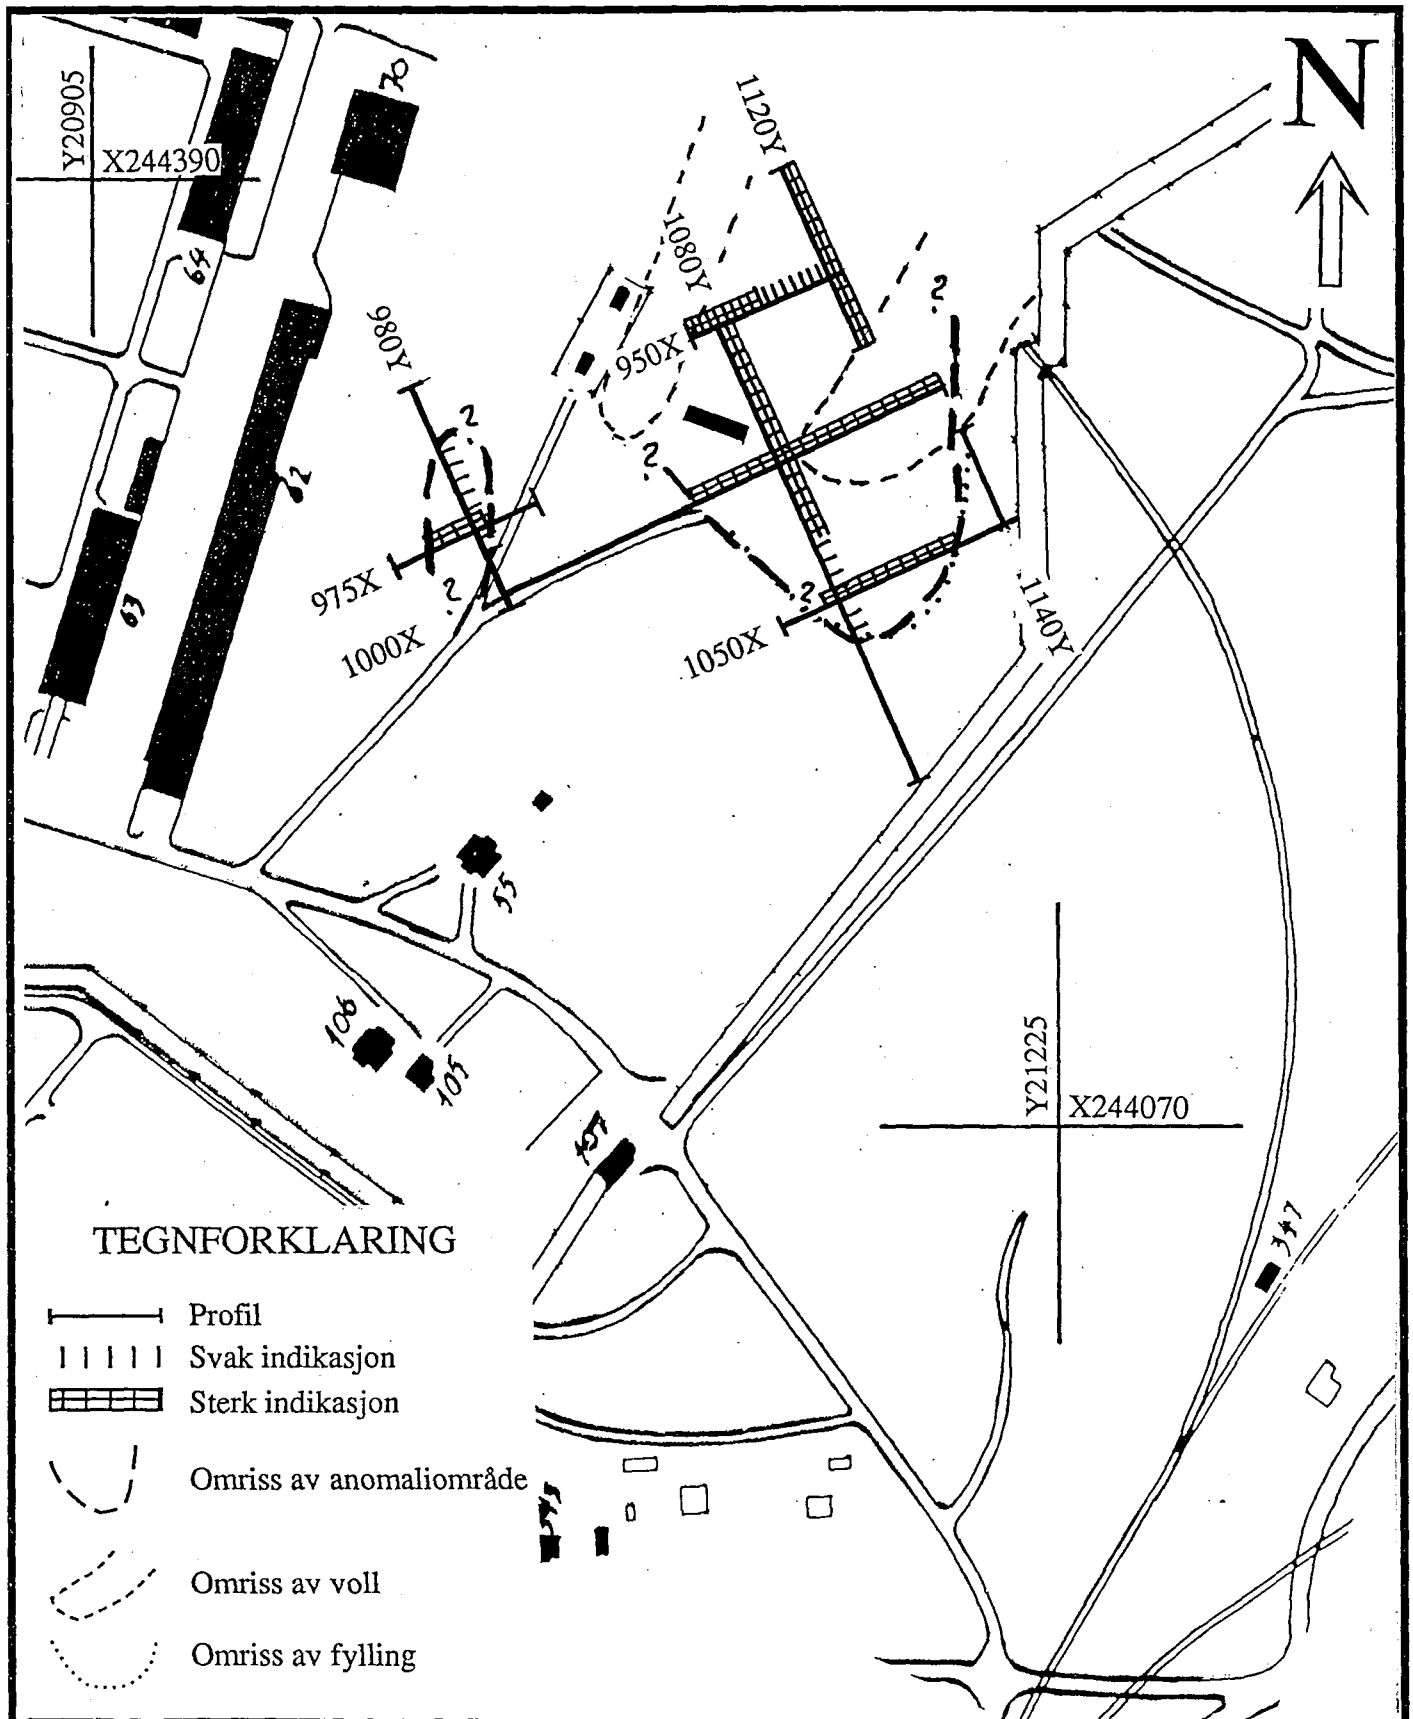 N
Y20905
X244390
70
64
1120Y
1080Y
?
950X
980Y
?
?
62
975X
?
?
63
1000X
1050X
1140Y
55
106
105
Y21225
X244070
347
TEGNFORKLARING
Profil
Svak indikasjon
Sterk indikasjon
Omriss av anomaliområde
Omriss av voll
Omriss av fylling